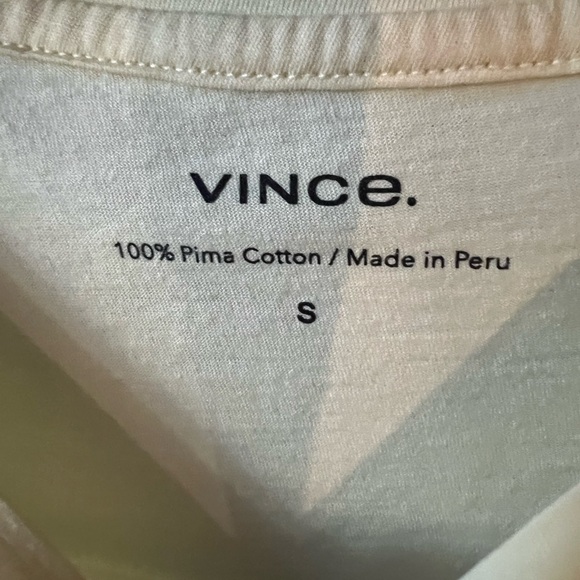 VINCe.
100% Pima Cotton / Made in Peru
S